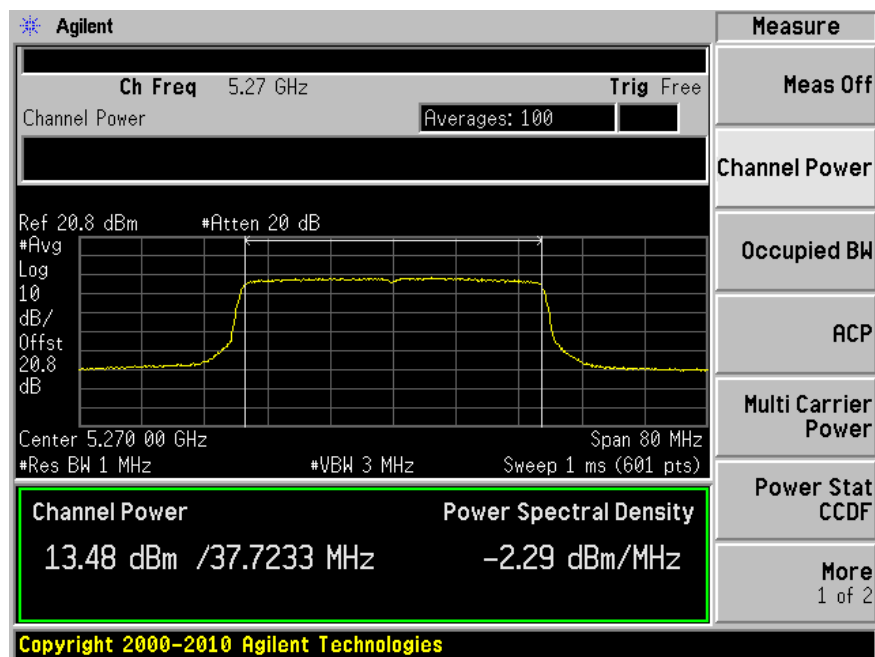 Agilent
Measure
Ch Freq 5.27 GHz Trig Free
Channel Power
Averages: 100
Ref 20.8 dBm #Atten 20 dB
#Avg
Log
10
dB/
Offst
20.8
dB
Center 5.270 00 GHz Span 80 MHz
#Res BW 1 MHz #VBW 3 MHz Sweep 1 ms (601 pts)
Channel Power Power Spectral Density
13.48 dBm /37.7233 MHz -2.29 dBm/MHz
Meas Off
Channel Power
Occupied BW
ACP
Multi Carrier
Power
Power Stat
CCDF
More
1 of 2
Copyright 2000-2010 Agilent Technologies